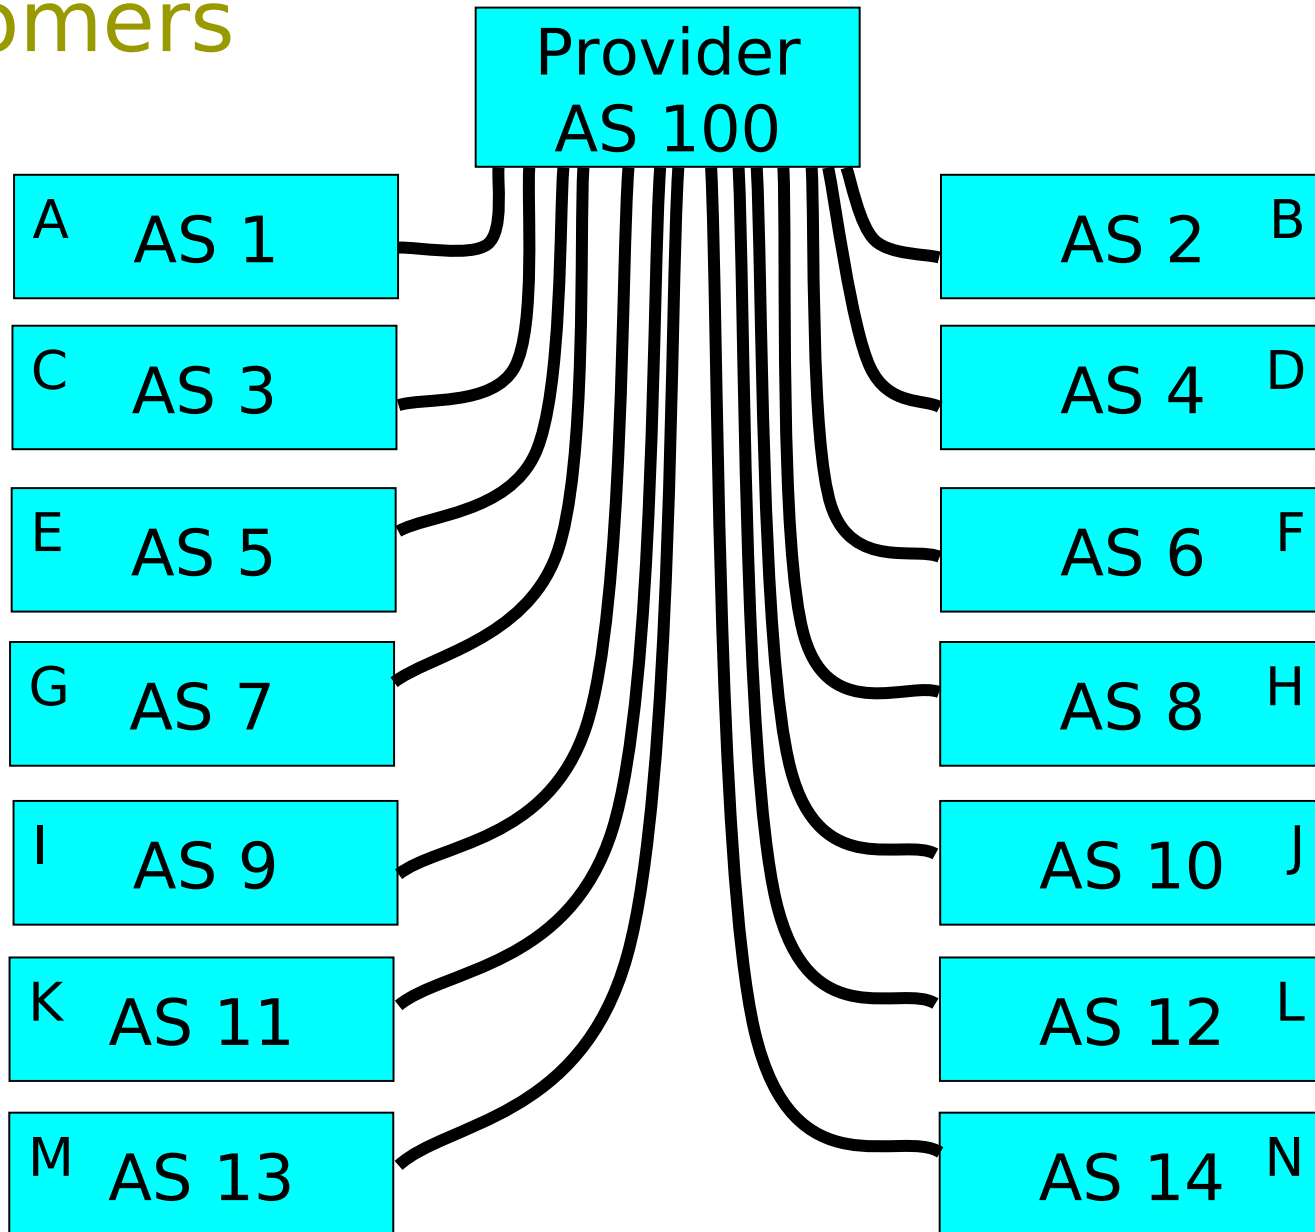 omers
Provider
AS 100
A AS 1
AS 2 B
C AS 3
AS 4 D
E AS 5
AS 6 F
G AS 7
AS 8 H
I AS 9
AS 10 J
K AS 11
AS 12 L
M AS 13
AS 14 N